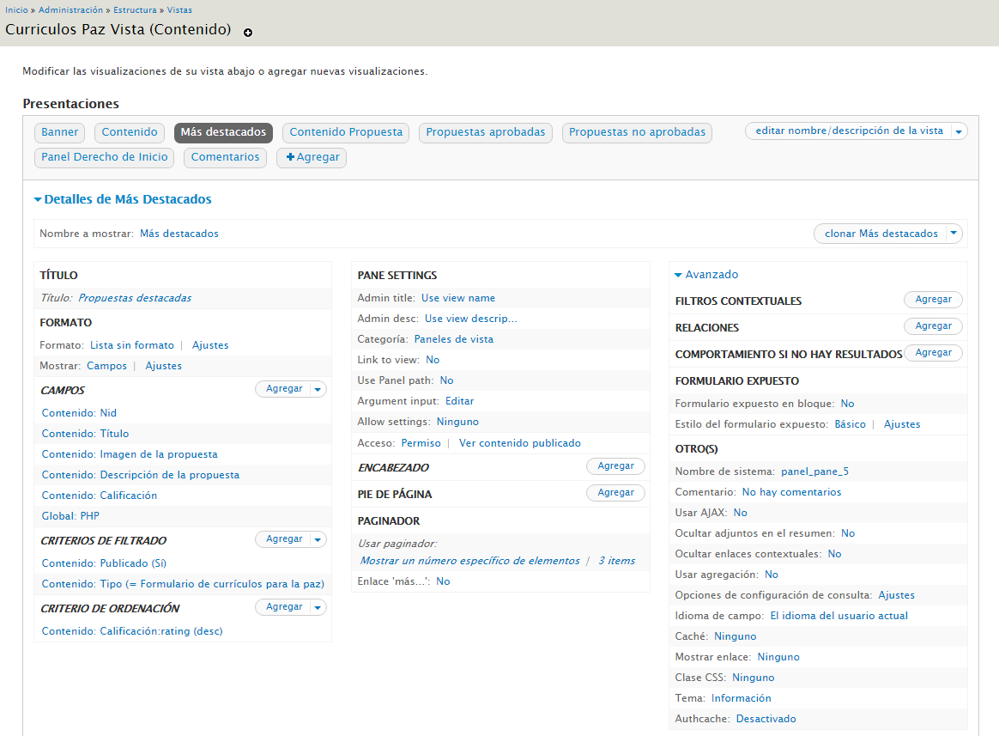 Inicio » Administración » Estructura » Vistas
Curriculos Paz Vista (Contenido)
Modificar las visualizaciones de su vista abajo o agregar nuevas visualizaciones.
Presentaciones
Banner Contenido Más destacados Contenido Propuesta Propuestas aprobadas Propuestas no aprobadas editar nombre/descripción de la vista
Panel Derecho de Inicio Comentarios Agregar
Detalles de Más Destacados
Nombre a mostrar: Más destacados clonar Más destacados
TÍTULO
Título: Propuestas destacadas
FORMATO
Formato: Lista sin formato | Ajustes
Mostrar: Campos | Ajustes
CAMPOS Agregar
Contenido: Nid
Contenido: Título
Contenido: Imagen de la propuesta
Contenido: Descripción de la propuesta
Contenido: Calificación
Global: PHP
CRITERIOS DE FILTRADO Agregar
Contenido: Publicado (Sí)
Contenido: Tipo (= Formulario de currículos para la paz)
CRITERIO DE ORDENACIÓN Agregar
Contenido: Calificación:rating (desc)
PANE SETTINGS
Admin title: Use view name
Admin desc: Use view descrip...
Categoría: Paneles de vista
Link to view: No
Use Panel path: No
Argument input: Editar
Allow settings: Ninguno
Acceso: Permiso | Ver contenido publicado
ENCABEZADO Agregar
PIE DE PÁGINA Agregar
PAGINADOR
Usar paginador:
Mostrar un número específico de elementos | 3 items
Enlace 'más...': No
Avanzado
FILTROS CONTEXTUALES Agregar
RELACIONES Agregar
COMPORTAMIENTO SI NO HAY RESULTADOS Agregar
FORMULARIO EXPUESTO
Formulario expuesto en bloque: No
Estilo del formulario expuesto: Básico | Ajustes
OTRO(S)
Nombre de sistema: panel_pane_5
Comentario: No hay comentarios
Usar AJAX: No
Ocultar adjuntos en el resumen: No
Ocultar enlaces contextuales: No
Usar agregación: No
Opciones de configuración de consulta: Ajustes
Idioma de campo: El idioma del usuario actual
Caché: Ninguno
Mostrar enlace: Ninguno
Clase CSS: Ninguno
Tema: Información
Authcache: Desactivado